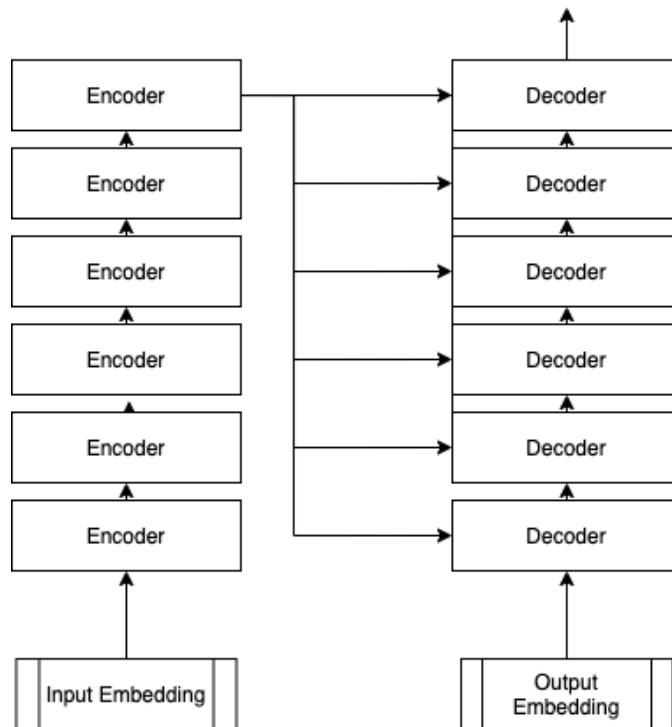 Encoder
Decoder
Encoder
Decoder
Encoder
Decoder
Encoder
Decoder
Encoder
Decoder
Encoder
Decoder
Input Embedding
Output
Embedding